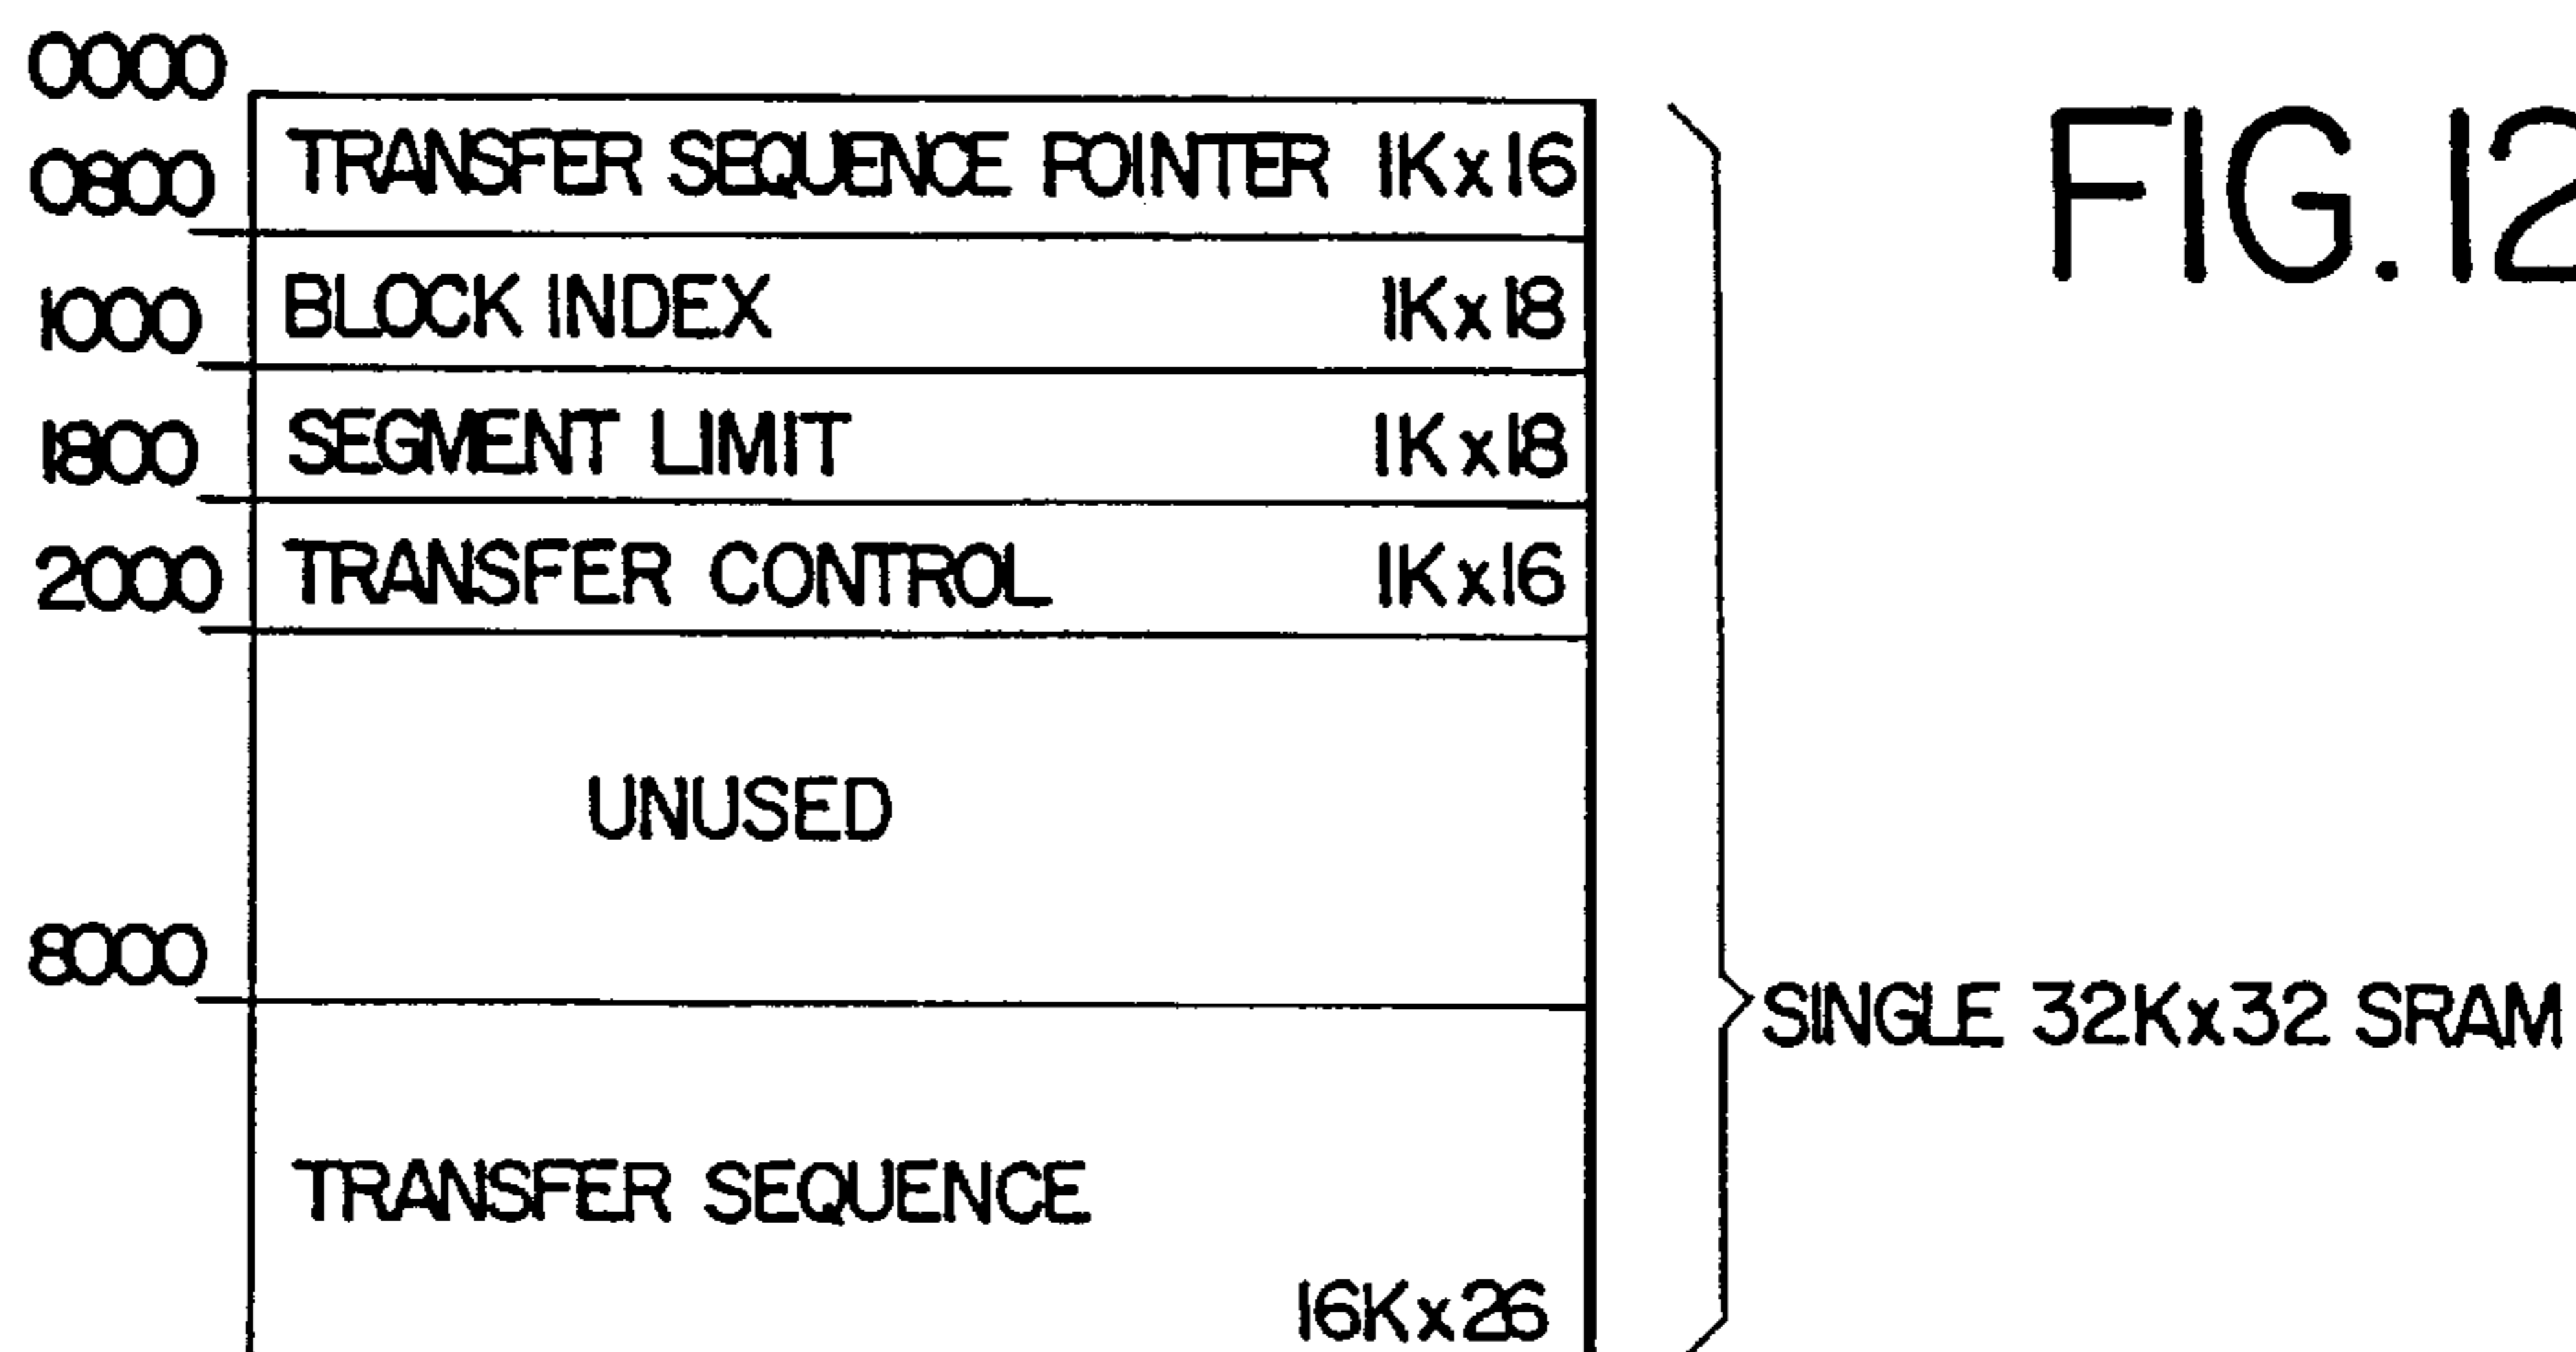 0000
FIG. 12
0800 TRANSFER SEQUENCE POINTER 1Kx16
1000 BLOCK INDEX 1Kx18
1800 SEGMENT LIMIT 1Kx18
2000 TRANSFER CONTROL 1Kx16
UNUSED
8000
SINGLE 32Kx32 SRAM
TRANSFER SEQUENCE
16Kx26